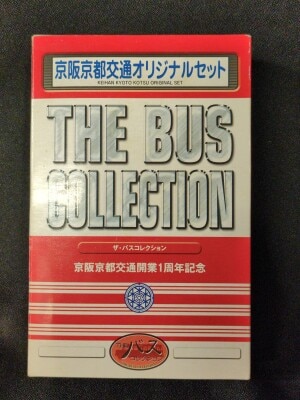 京阪京都交通オリジナルセット
KEIHAN KYOTO KOTSU ORIGINAL SET
THE BUS
COLLECTION
ザ・バスコレクション
京阪京都交通開業1周年記念
バス